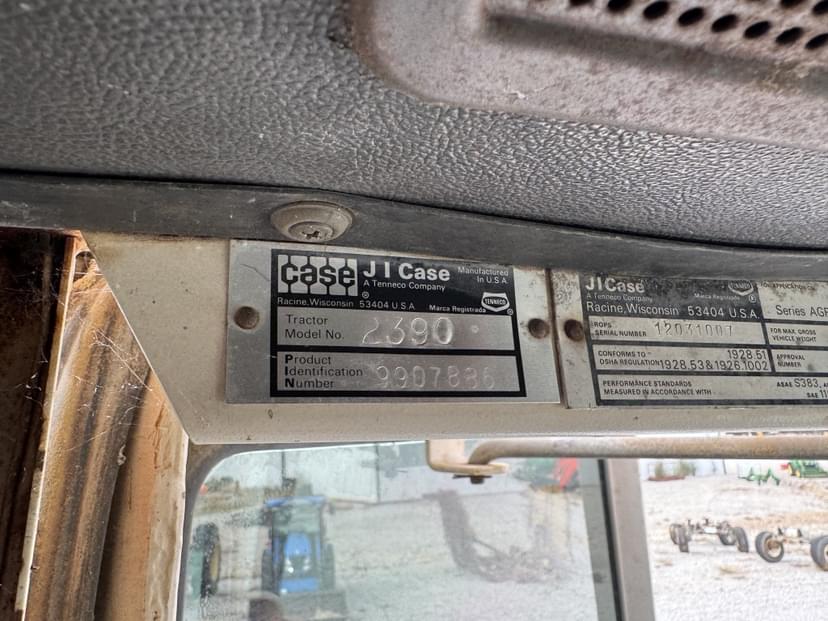 case J I Case Manufactured In U.S.A.
A Tenneco Company
Racine, Wisconsin 53404 U.S.A. Marca Registrada TENNECO
Tractor
Model No. 2390
Product
Identification
Number 9907886
J I Case
A Tenneco Company
Marca Registrada TENNECO
Racine, Wisconsin 53404 U.S.A.
Series AGR
ROPS
SERIAL NUMBER 12031007
FOR MAX. GROSS
VEHICLE WEIGHT
CONFORMS TO 1928.51
OSHA REGULATION 1928.53 & 1926.1002
APPROVAL
NUMBER
PERFORMANCE STANDARDS
MEASURED IN ACCORDANCE WITH
ASAE S383,
SAE